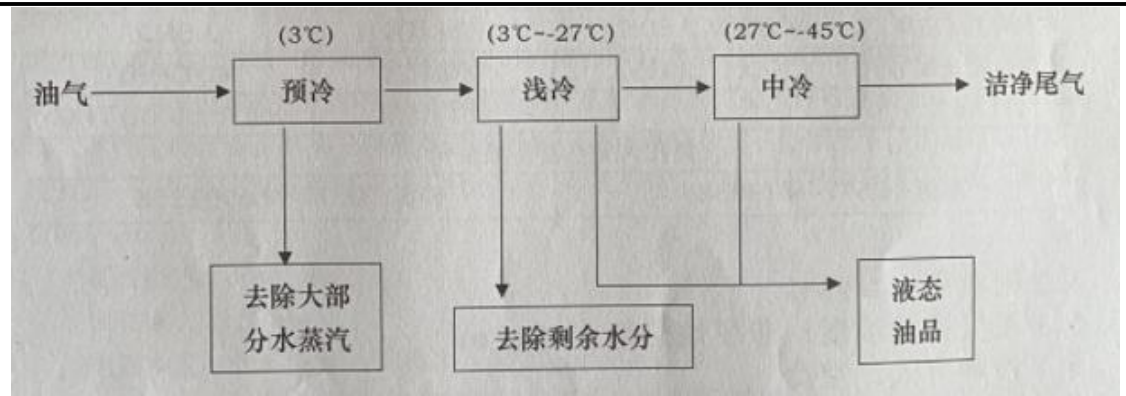 (3℃)
(3℃--27℃)
(27℃--45℃)
油气
预冷
浅冷
中冷
洁净尾气
去除大部
分水蒸汽
去除剩余水分
液态
油品